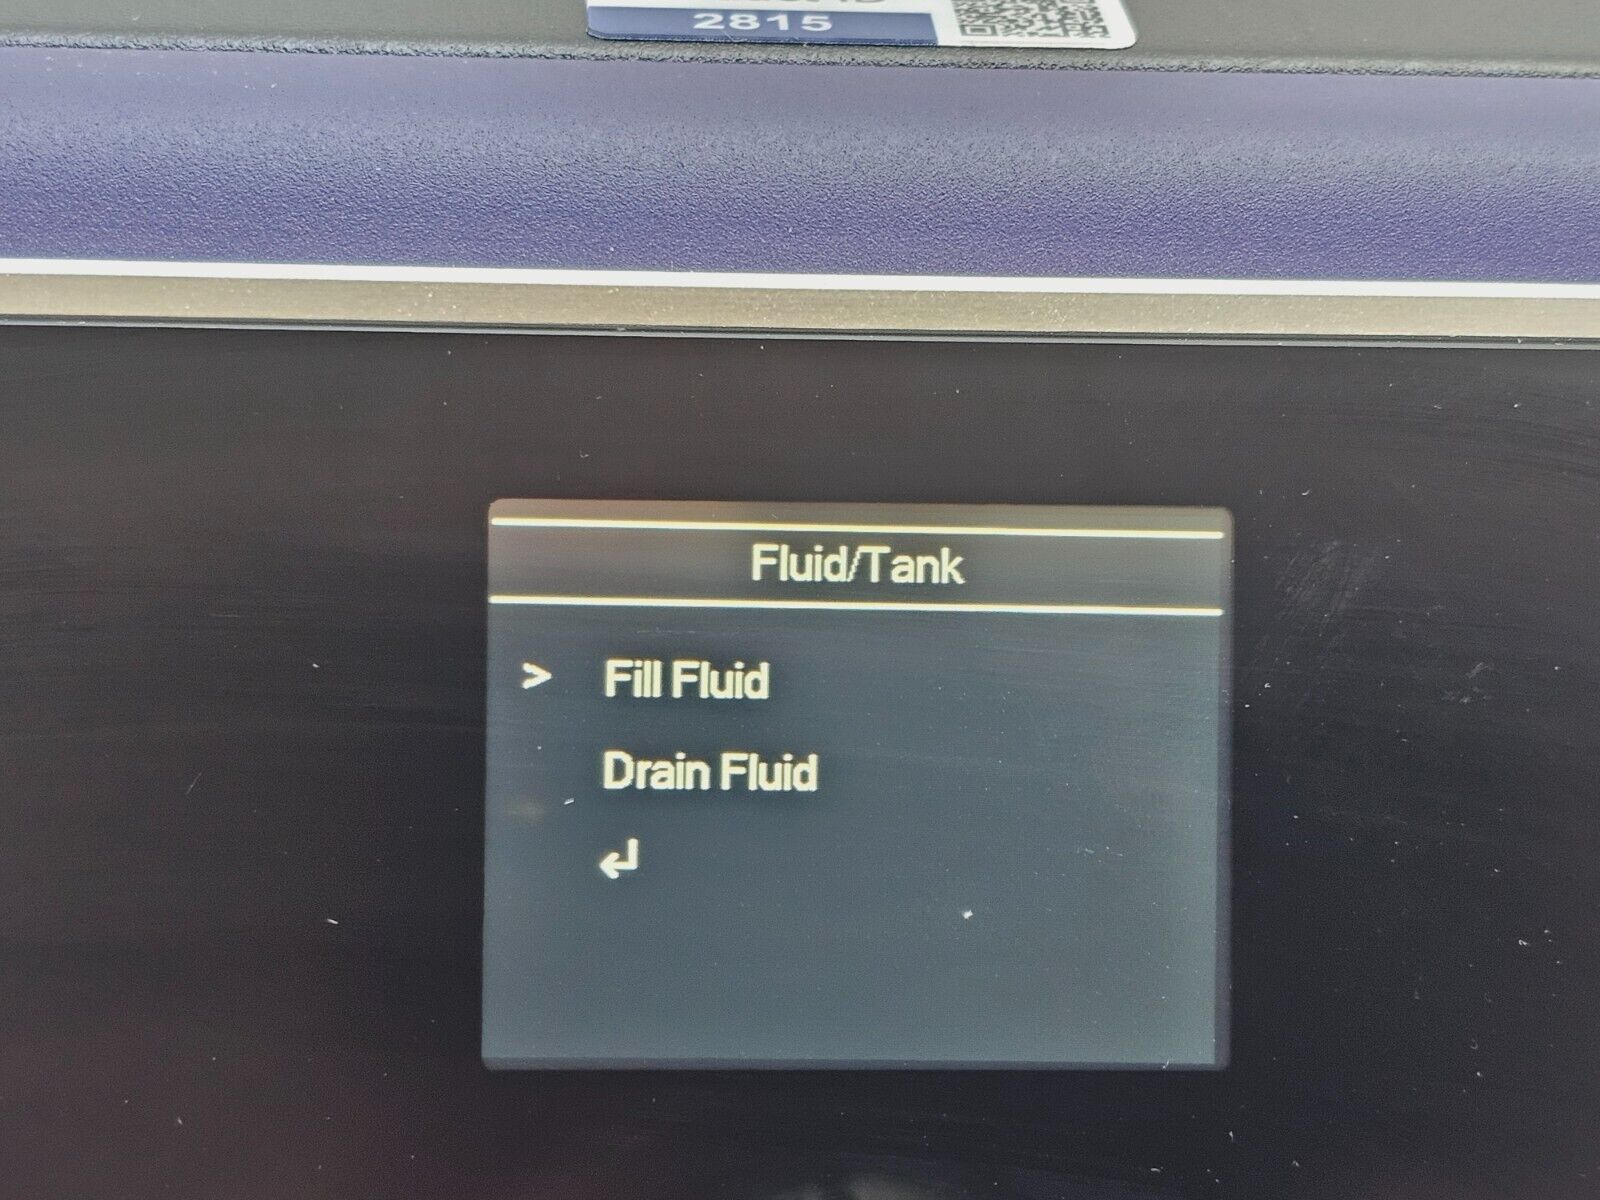 2815
Fluid/Tank
> Fill Fluid
Drain Fluid
↵